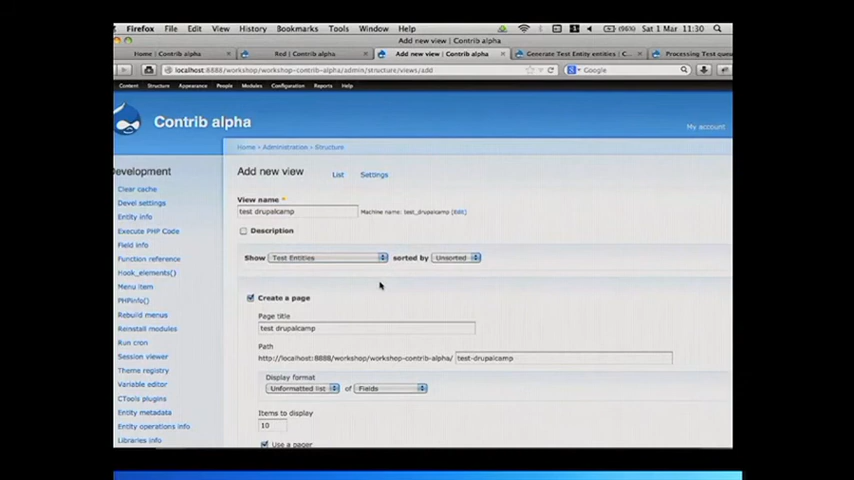 Firefox File Edit View History Bookmarks Tools Window Help (96%) Sat 1 Mar 11:30
Add new view | Contrib alpha
Home | Contrib alpha Red | Contrib alpha Add new view | Contrib alpha Generate Test Entity entities | C... Processing Test queu
localhost:8888/workshop/workshop-contrib-alpha/admin/structure/views/add Google
Content Structure Appearance People Modules Configuration Reports Help
Contrib alpha
My account
Home » Administration » Structure
Development
Add new view List Settings
Clear cache
Devel settings
Entity info
Execute PHP Code
Field info
Function reference
Hook_elements()
Menu item
PHPinfo()
Rebuild menus
Reinstall modules
Run cron
Session viewer
Theme registry
Variable editor
CTools plugins
Entity metadata
Entity operations info
Libraries info
View name *
test drupalcamp Machine name: test_drupalcamp [Edit]
Description
Show Test Entities sorted by Unsorted
Create a page
Page title
test drupalcamp
Path
http://localhost:8888/workshop/workshop-contrib-alpha/ test-drupalcamp
Display format
Unformatted list of Fields
Items to display
10
Use a pager